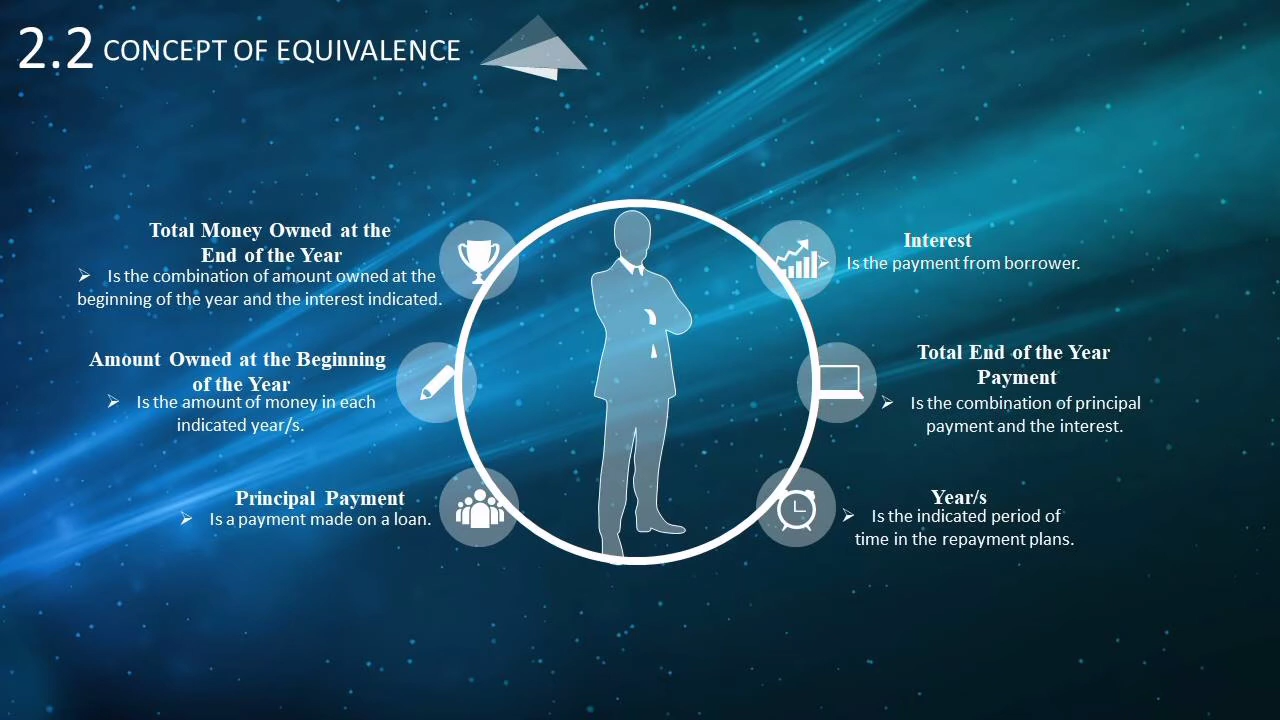 2.2 CONCEPT OF EQUIVALENCE
Total Money Owned at the
End of the Year
➢ Is the combination of amount owned at the
beginning of the year and the interest indicated.
Amount Owned at the Beginning
of the Year
➢ Is the amount of money in each
indicated year/s.
Principal Payment
➢ Is a payment made on a loan.
Interest
➢ Is the payment from borrower.
Total End of the Year
Payment
➢ Is the combination of principal
payment and the interest.
Year/s
➢ Is the indicated period of
time in the repayment plans.